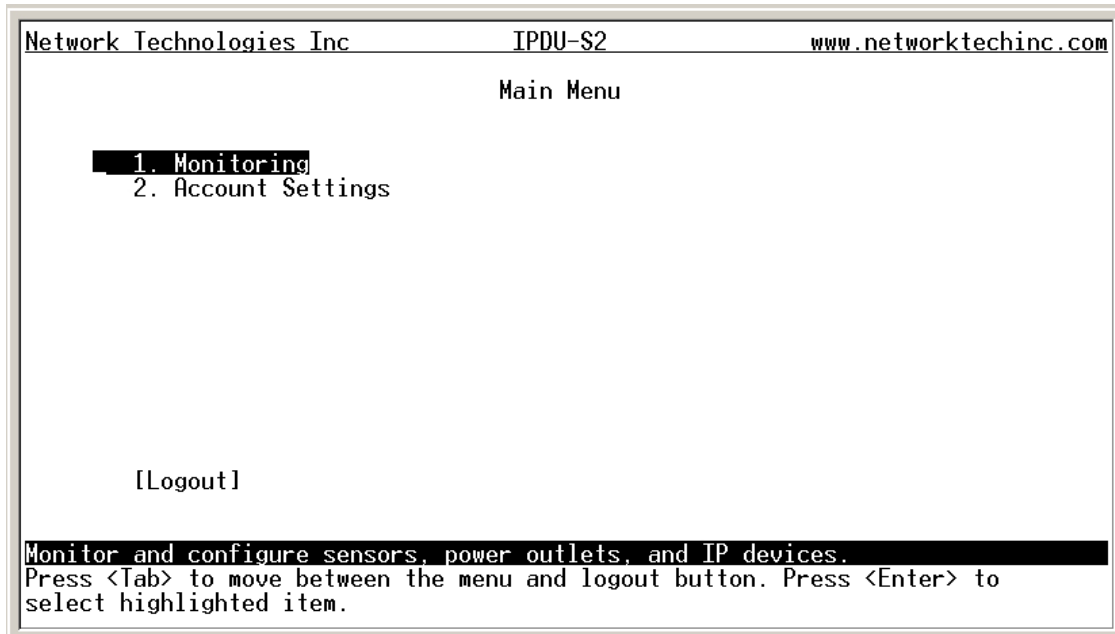 Network Technologies Inc IPDU-S2 www.networktechinc.com
Main Menu
1. Monitoring
2. Account Settings
[Logout]
Monitor and configure sensors, power outlets, and IP devices.
Press <Tab> to move between the menu and logout button. Press <Enter> to
select highlighted item.